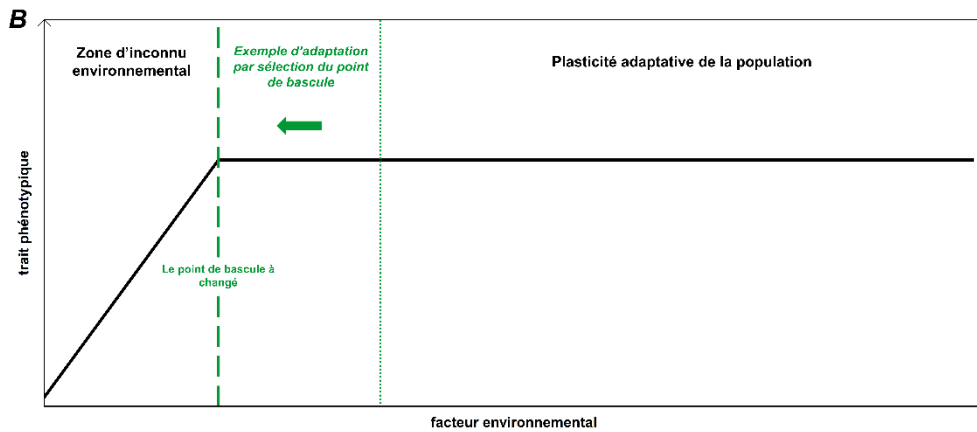 B
Zone d'inconnu
environnemental
Exemple d'adaptation
par sélection du point
de bascule
Plasticité adaptative de la population
trait phénotypique
Le point de bascule à
changé
facteur environnemental